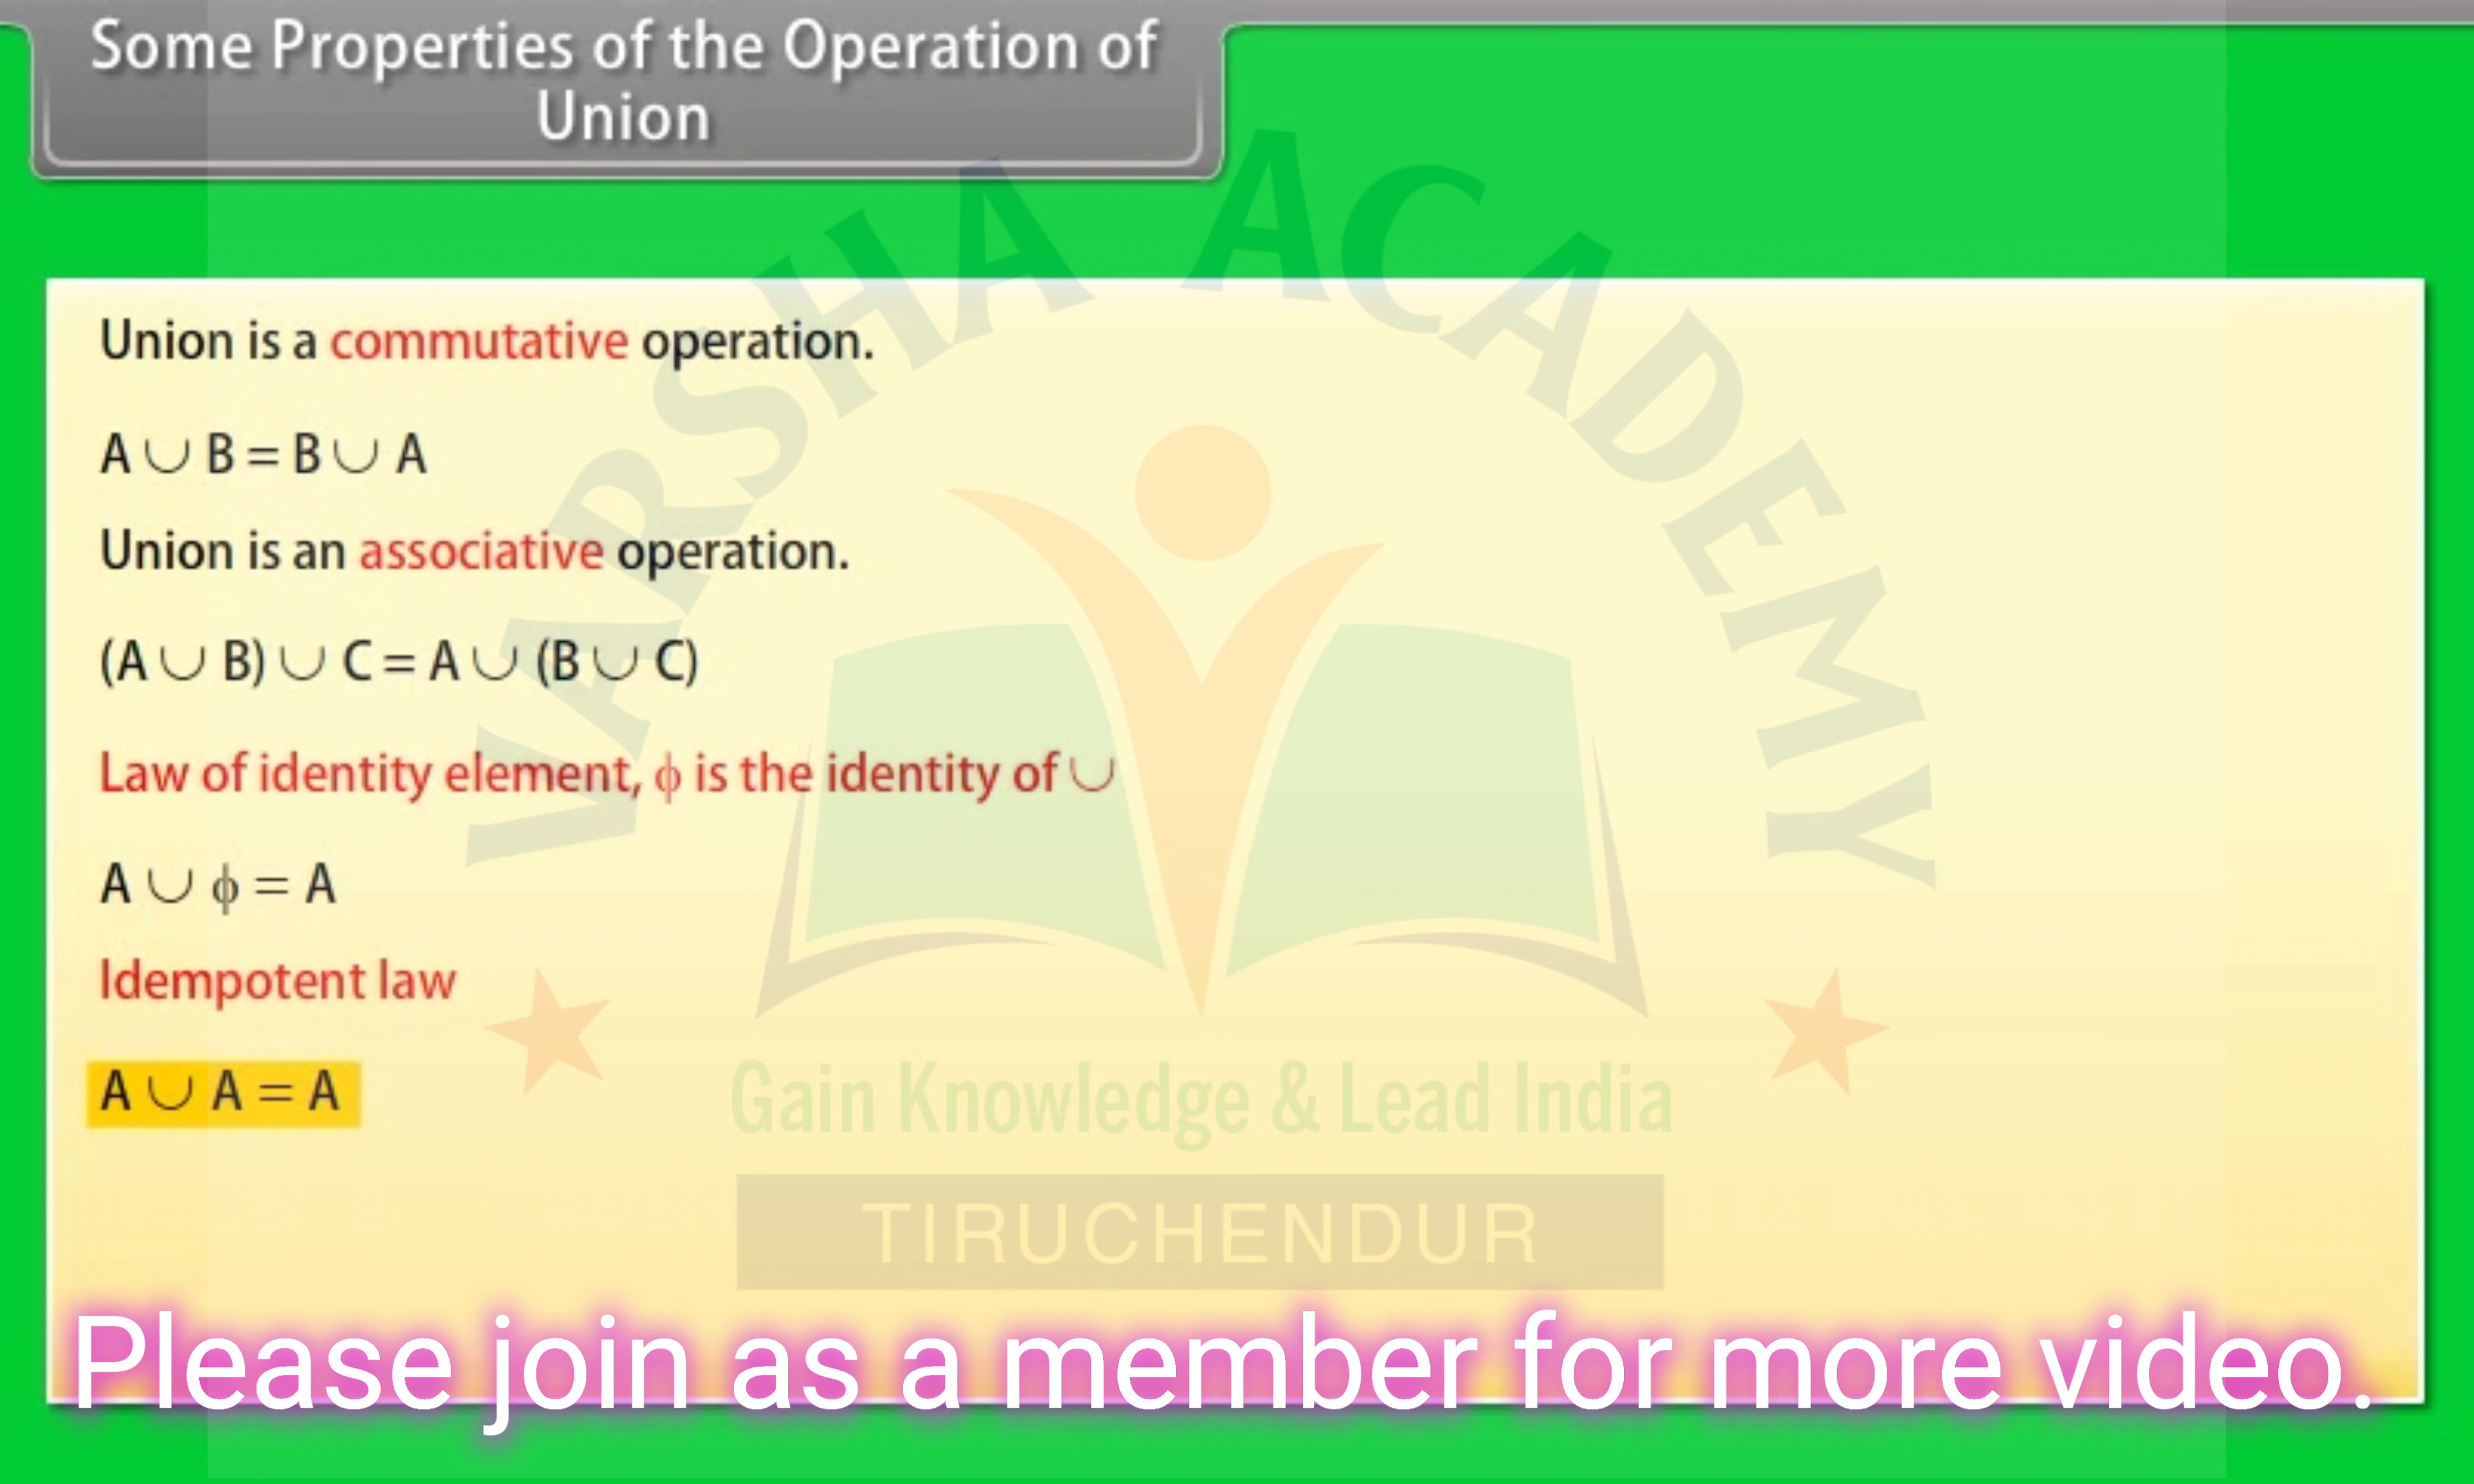 Some Properties of the Operation of
Union
VARSHA ACADEMY
Union is a commutative operation.
A ∪ B = B ∪ A
Union is an associative operation.
(A ∪ B) ∪ C = A ∪ (B ∪ C)
Law of identity element, ϕ is the identity of ∪
A ∪ ϕ = A
Idempotent law
A ∪ A = A
Gain Knowledge & Lead India
TIRUCHENDUR
Please join as a member for more video.